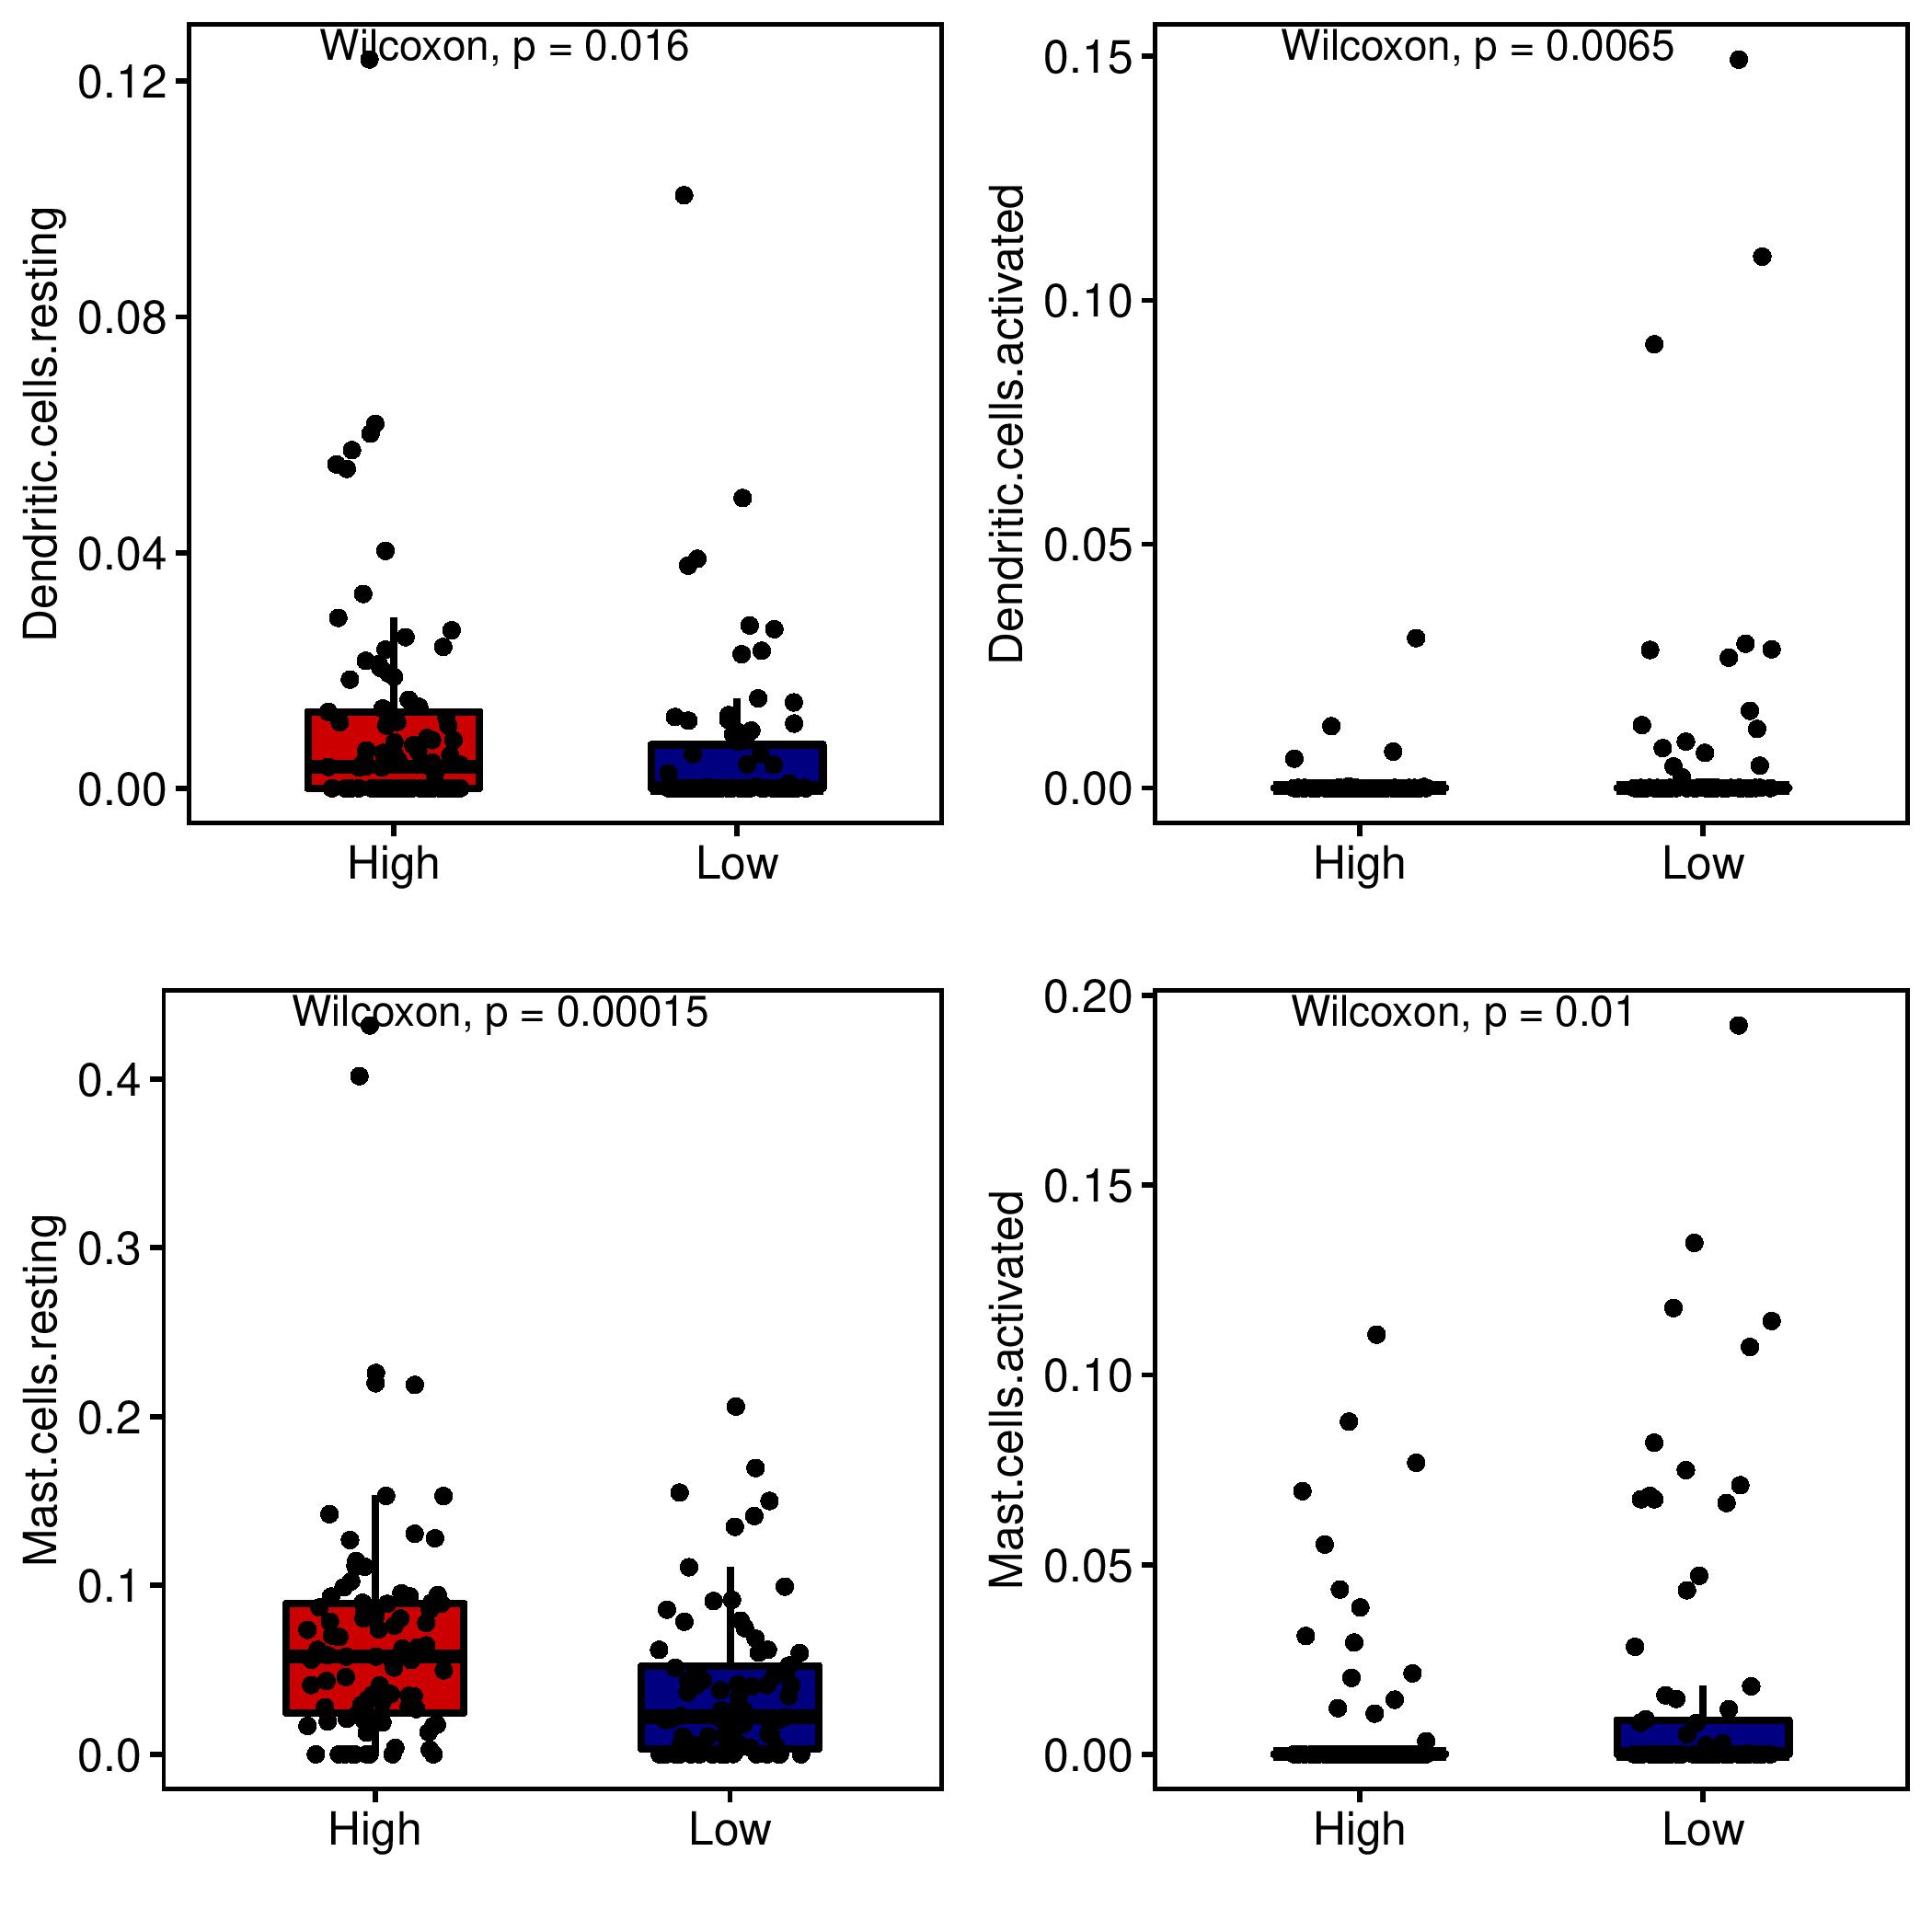 Wilcoxon, p = 0.016
0.12
0.08
0.04
0.00
Dendritic.cells.resting
High
Low
Wilcoxon, p = 0.0065
0.15
0.10
0.05
0.00
Dendritic.cells.activated
High
Low
Wilcoxon, p = 0.00015
0.4
0.3
0.2
0.1
0.0
Mast.cells.resting
High
Low
Wilcoxon, p = 0.01
0.20
0.15
0.10
0.05
0.00
Mast.cells.activated
High
Low